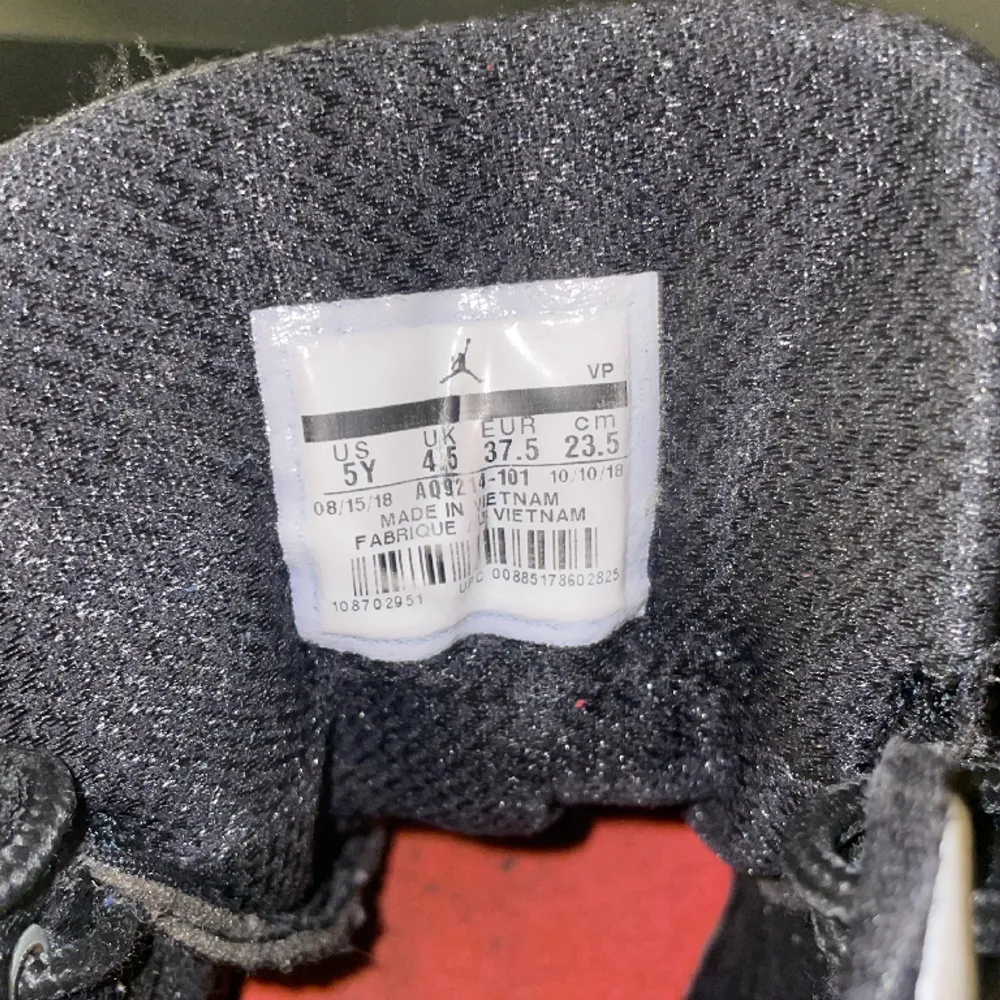 VP
US UK EUR cm
5Y 4.5 37.5 23.5
08/15/18 AQ9214-101 10/10/18
MADE IN VIETNAM
FABRIQUE VIETNAM
UPC 00885178602825
108702951